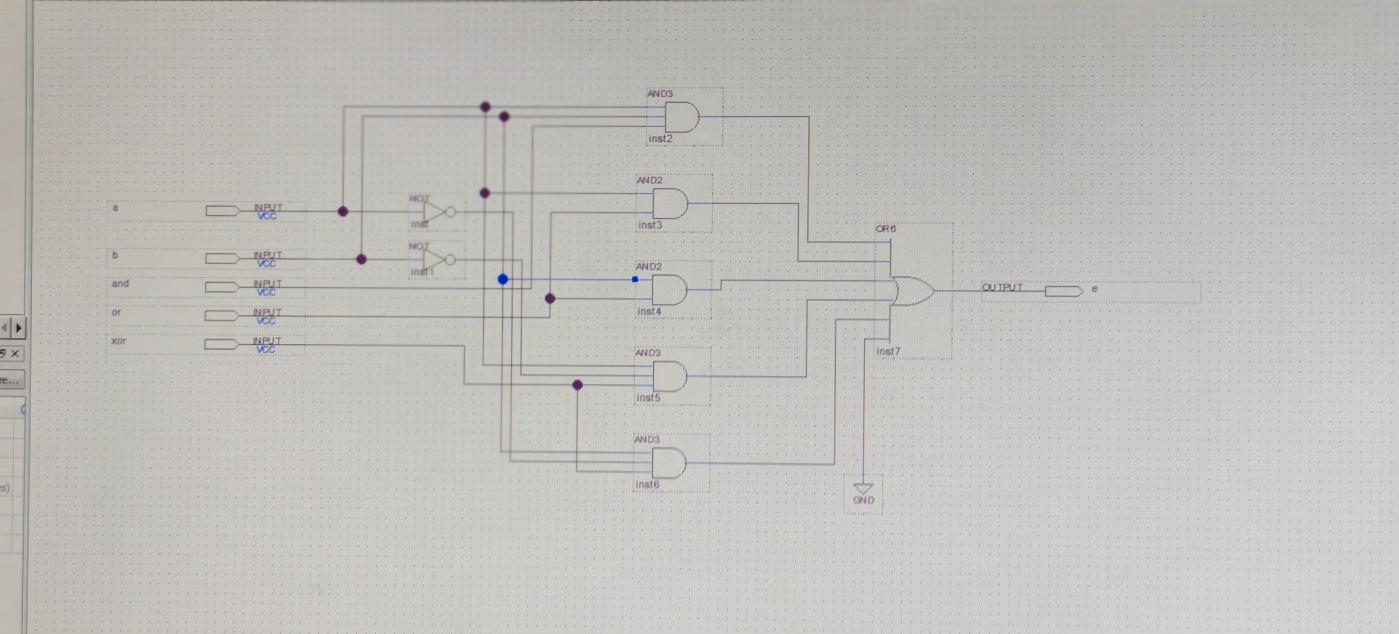 AND3
inst2
AND2
inst3
a
INPUT
VCC
NOT
inst
OR6
b
INPUT
VCC
NOT
inst1
AND2
inst4
and
INPUT
VCC
OUTPUT
e
or
INPUT
VCC
xor
INPUT
VCC
AND3
inst5
inst7
AND3
inst6
GND
s)